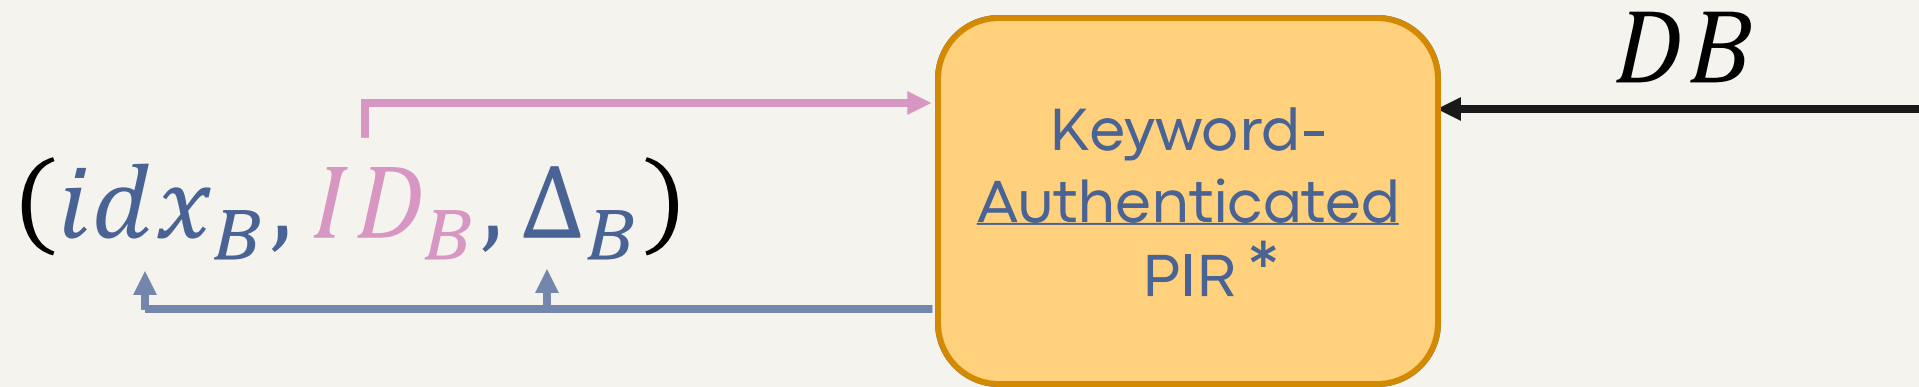 DB
Keyword-
Authenticated
PIR *
(idx_B, ID_B, Δ_B)